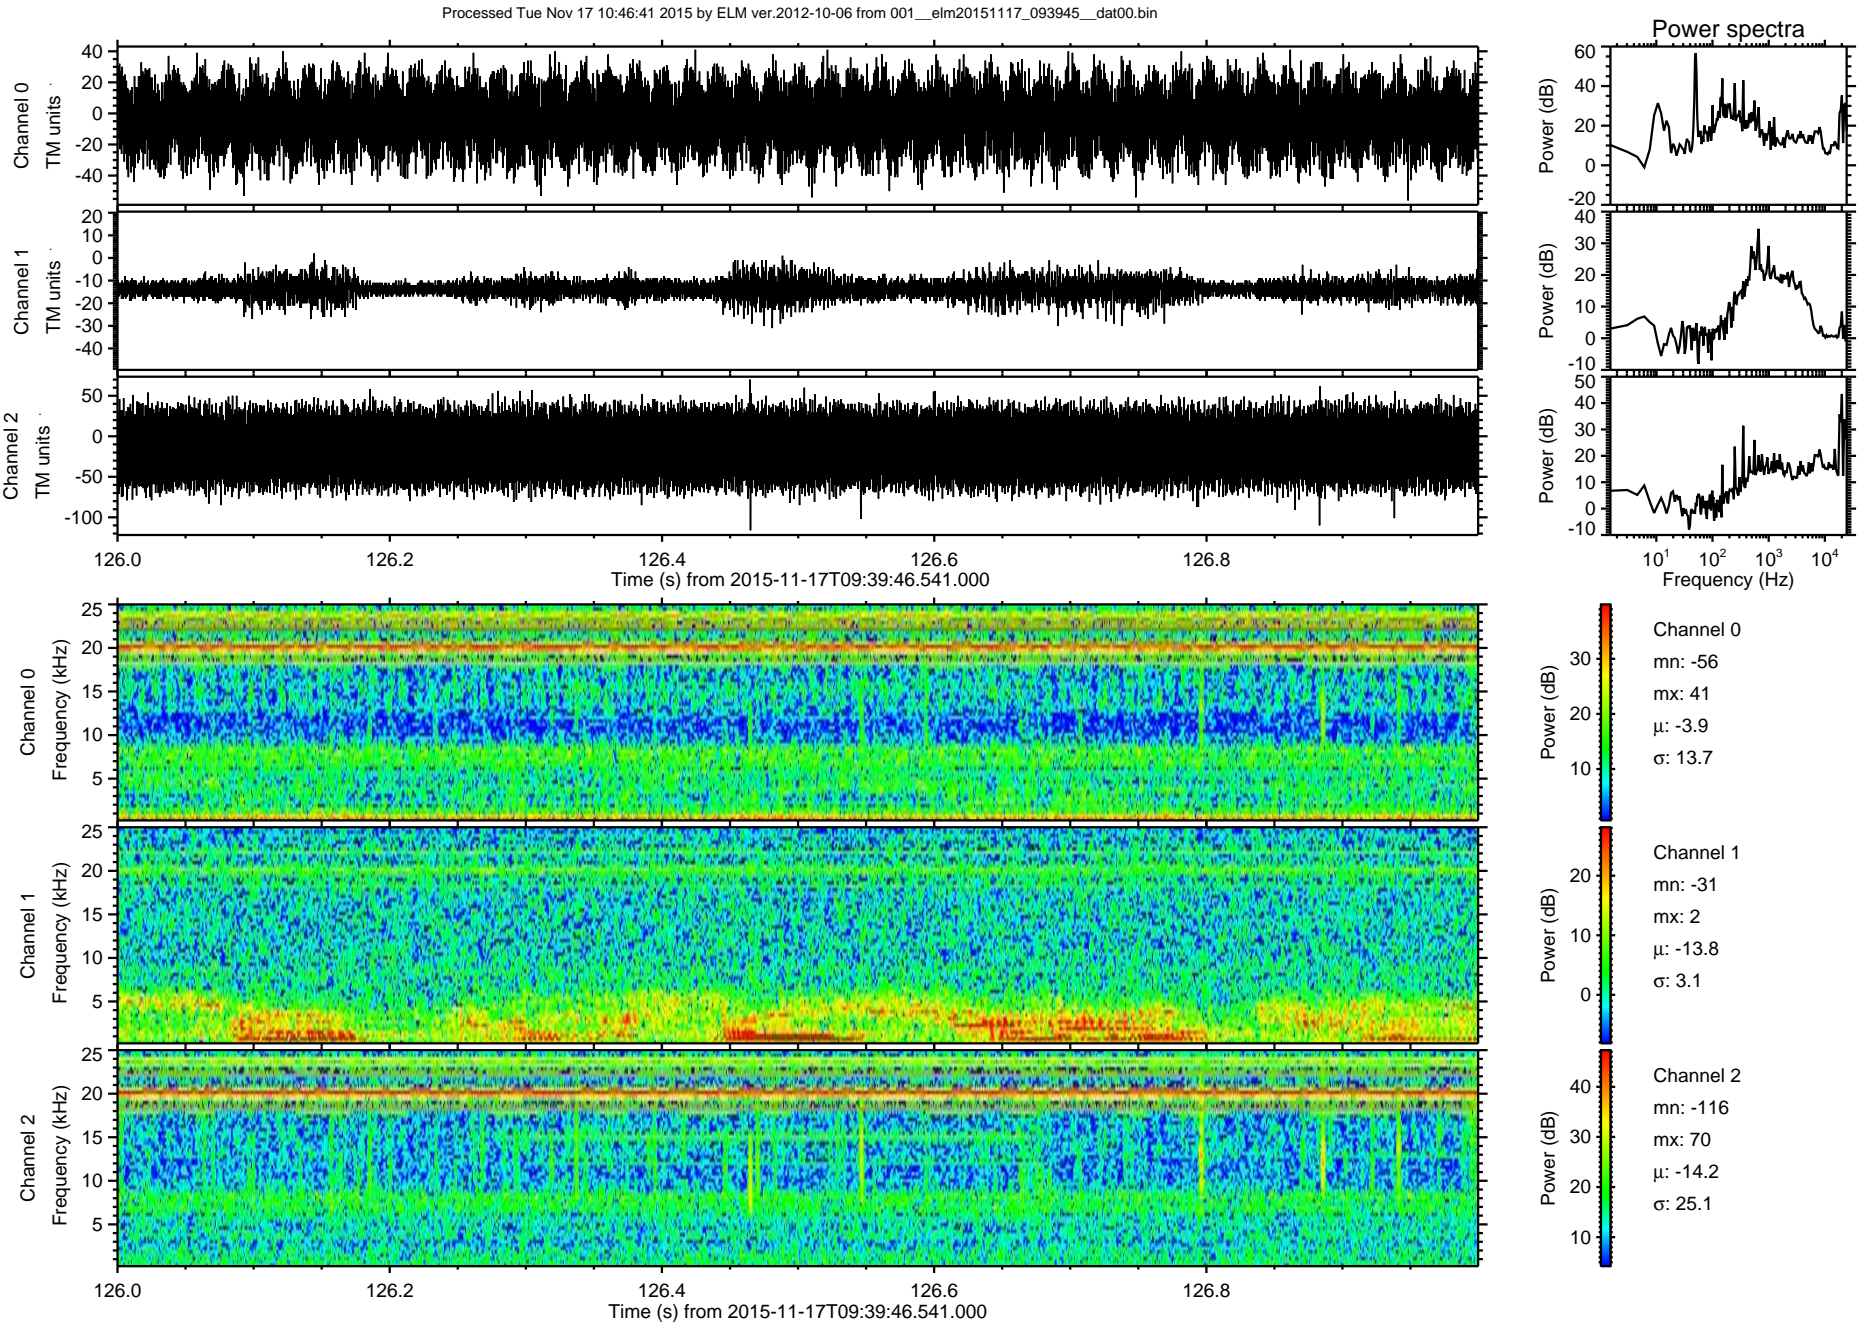 Processed Tue Nov 17 10:46:41 2015 by ELM ver.2012-10-06 from 001__elm20151117_093945__dat00.bin
Power spectra
Channel 0
TM units
40
20
0
-20
-40
Power (dB)
60
40
20
0
-20
Channel 1
TM units
20
10
0
-10
-20
-30
-40
Power (dB)
40
30
20
10
0
-10
Channel 2
TM units
50
0
-50
-100
Power (dB)
50
40
30
20
10
0
-10
126.0 126.2 126.4 126.6 126.8
Time (s) from 2015-11-17T09:39:46.541.000
10¹ 10² 10³ 10⁴
Frequency (Hz)
Channel 0
Frequency (kHz)
25
20
15
10
5
Power (dB)
30
20
10
Channel 0
mn: -56
mx: 41
μ: -3.9
σ: 13.7
Channel 1
Frequency (kHz)
25
20
15
10
5
Power (dB)
20
10
0
Channel 1
mn: -31
mx: 2
μ: -13.8
σ: 3.1
Channel 2
Frequency (kHz)
25
20
15
10
5
Power (dB)
40
30
20
10
Channel 2
mn: -116
mx: 70
μ: -14.2
σ: 25.1
126.0 126.2 126.4 126.6 126.8
Time (s) from 2015-11-17T09:39:46.541.000